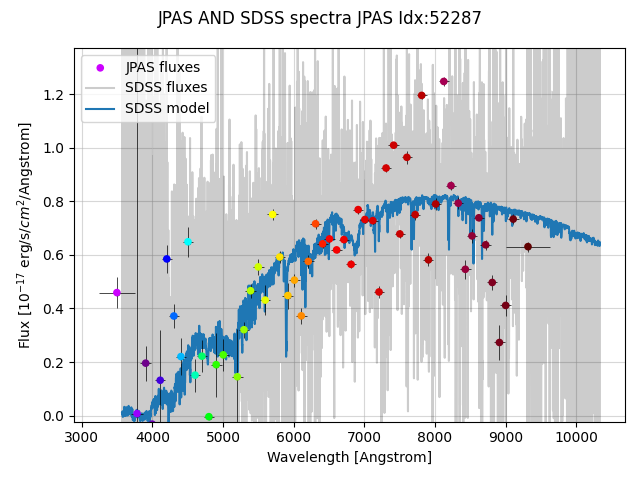 JPAS AND SDSS spectra JPAS Idx:52287
JPAS fluxes
SDSS fluxes
SDSS model
1.2
1.0
0.8
0.6
0.4
0.2
0.0
Flux [10⁻¹⁷ erg/s/cm²/Angstrom]
3000 4000 5000 6000 7000 8000 9000 10000
Wavelength [Angstrom]